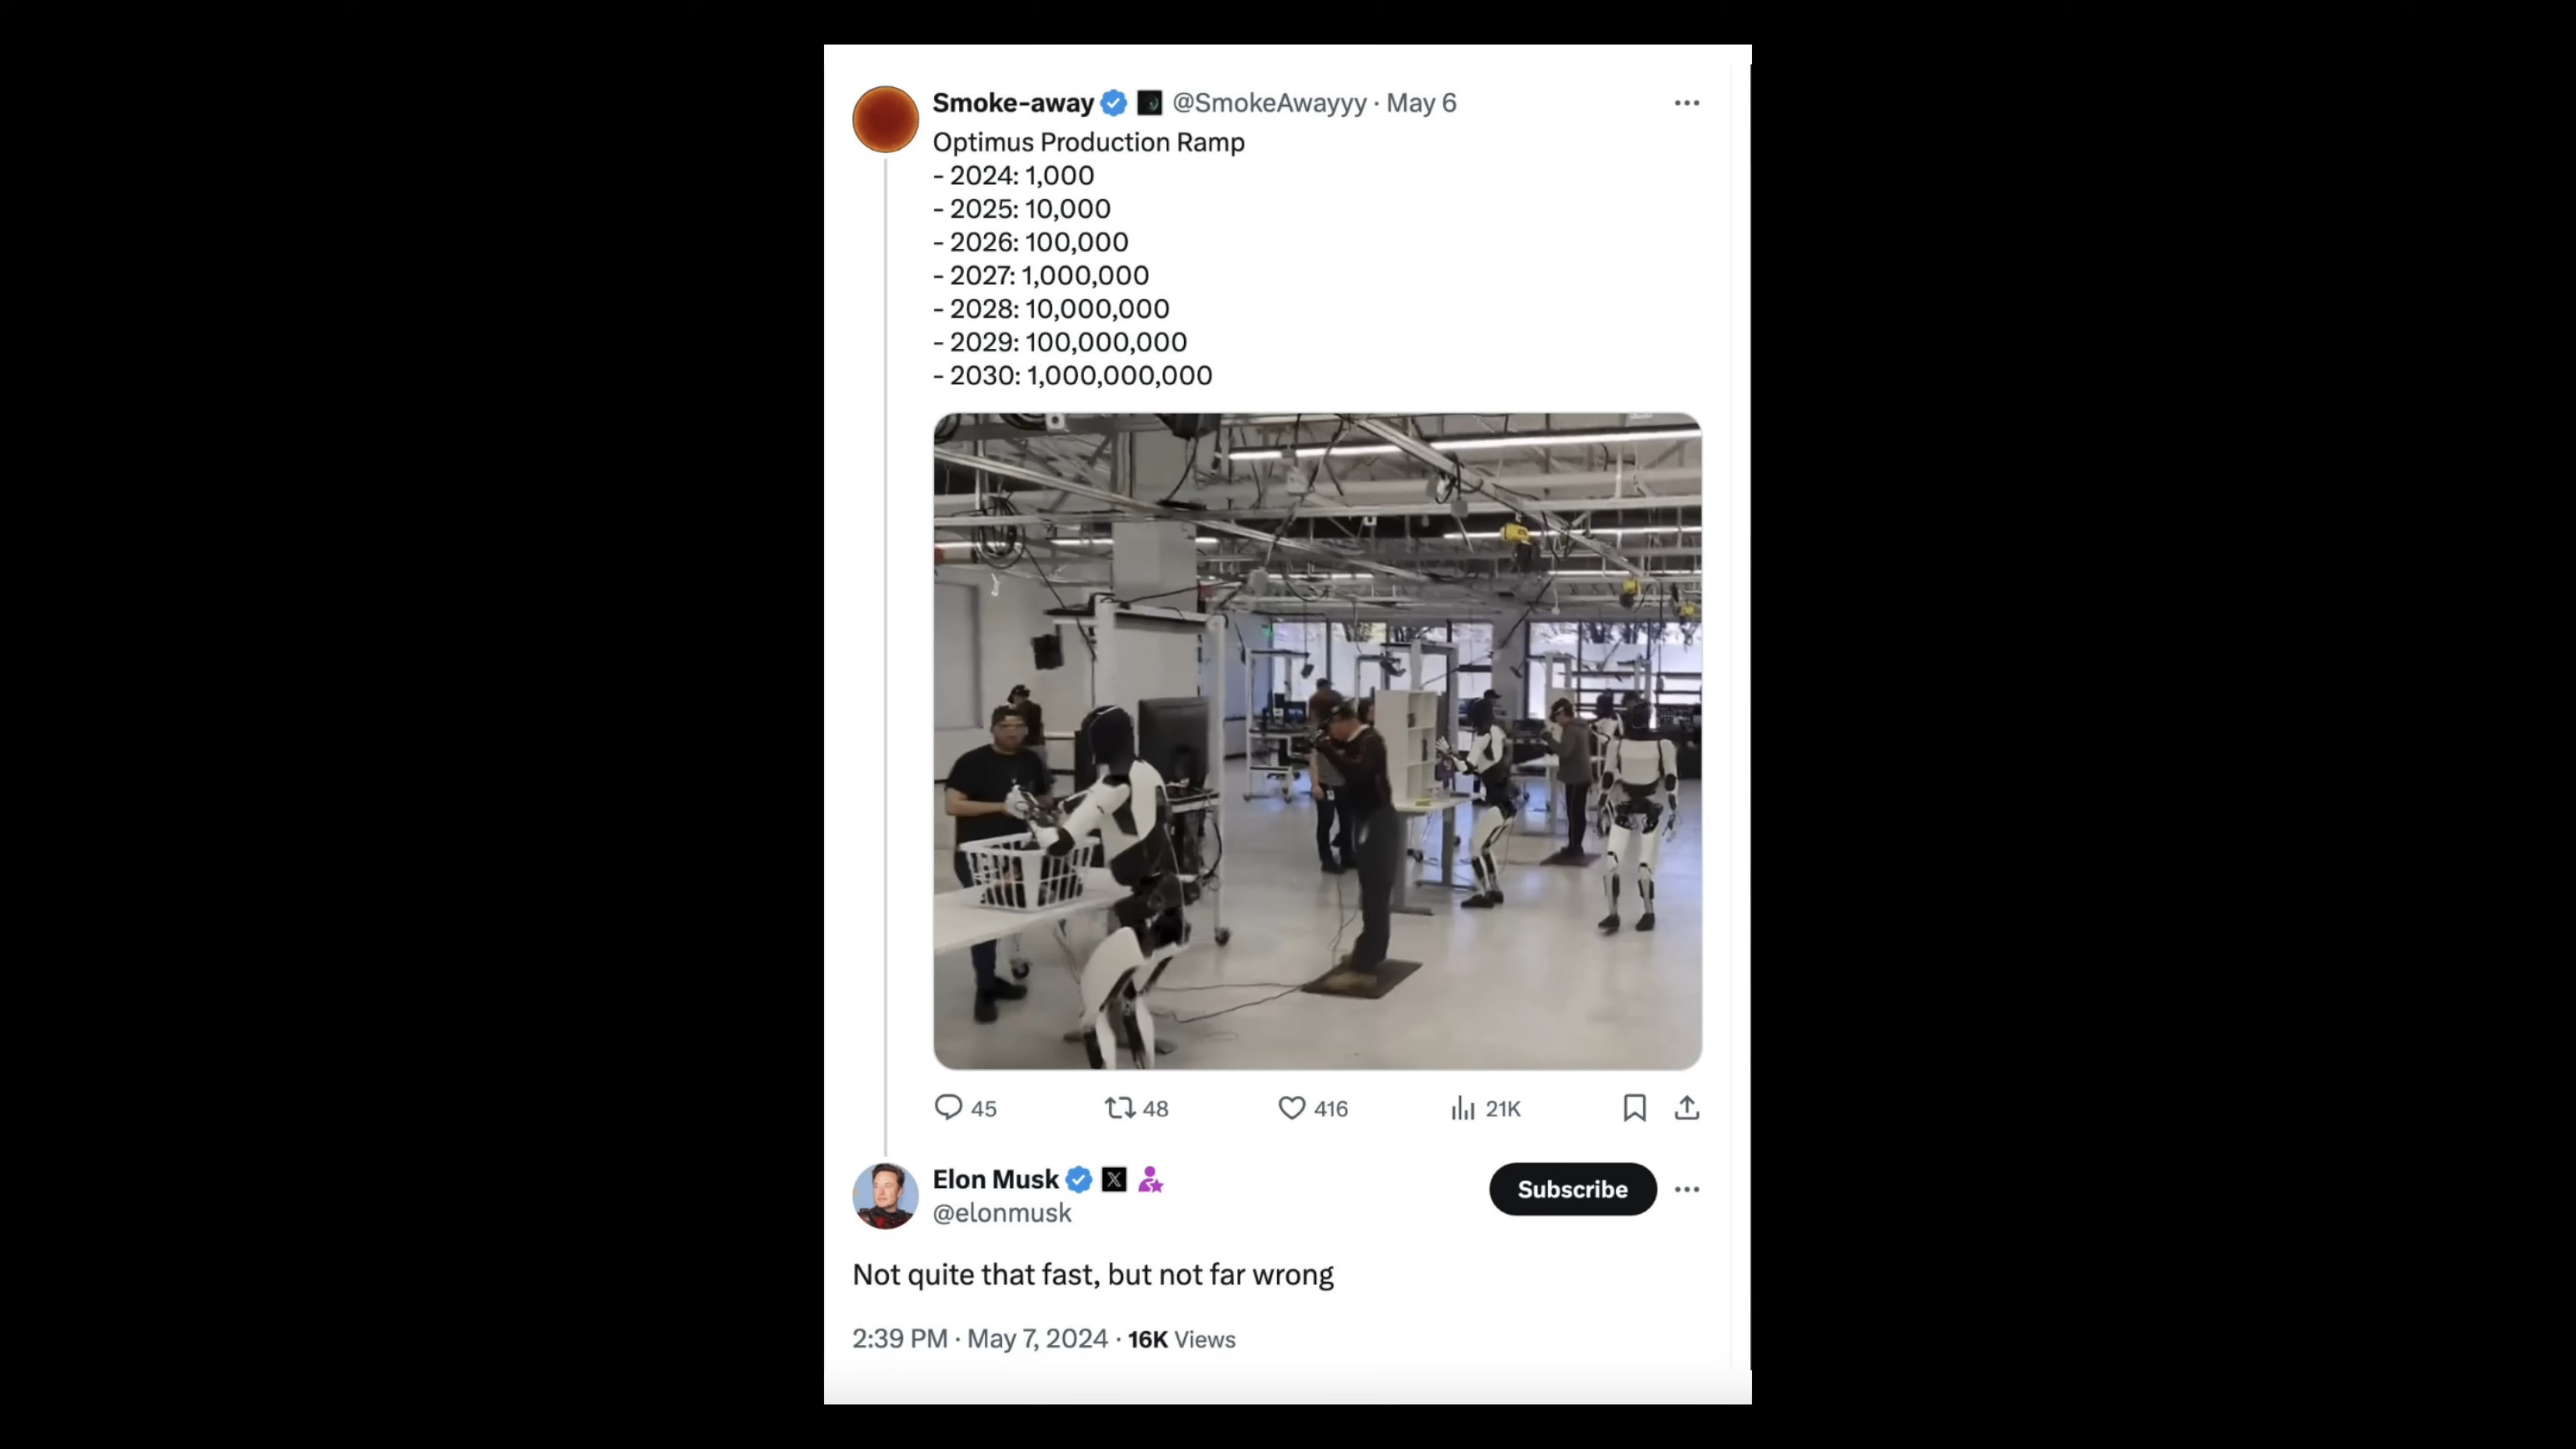 Smoke-away @SmokeAwayyy · May 6
Optimus Production Ramp
- 2024: 1,000
- 2025: 10,000
- 2026: 100,000
- 2027: 1,000,000
- 2028: 10,000,000
- 2029: 100,000,000
- 2030: 1,000,000,000
45 48 416 21K
Elon Musk
Subscribe
@elonmusk
Not quite that fast, but not far wrong
2:39 PM · May 7, 2024 · 16K Views